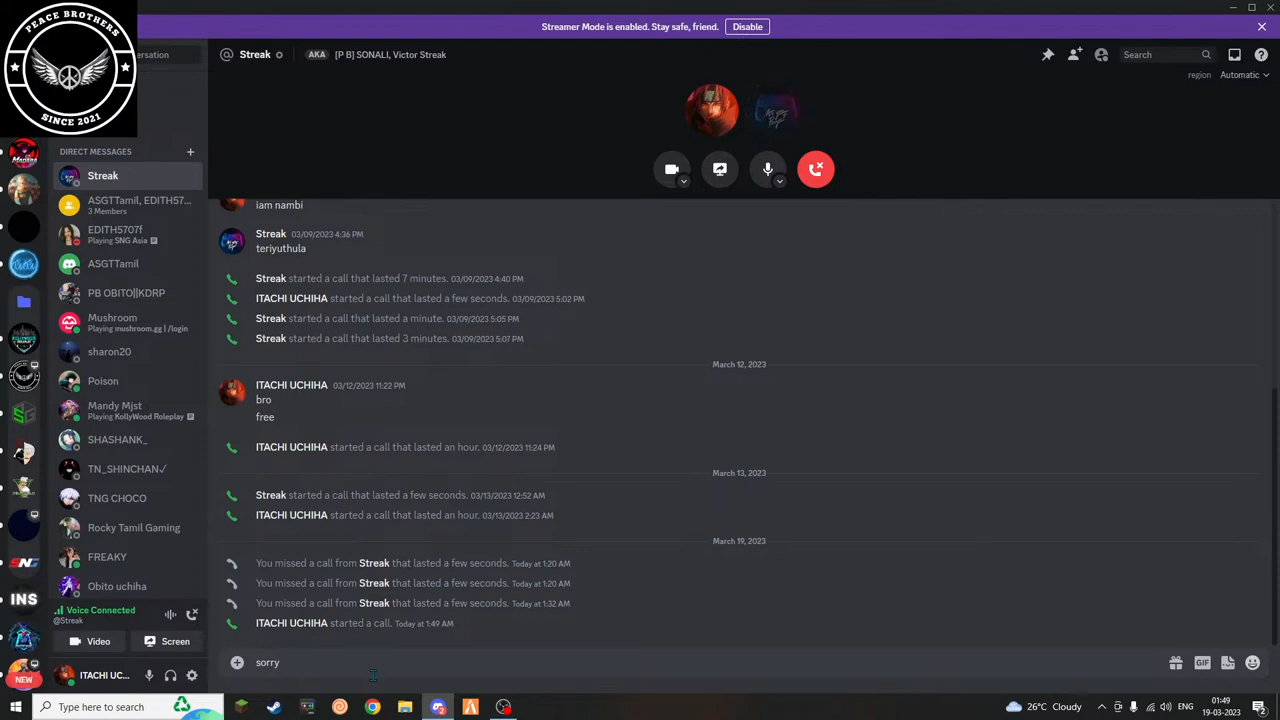 PEACE BROTHERS
SINCE 2021
Streamer Mode is enabled. Stay safe, friend. Disable
ersation
Streak AKA [P B] SONALI, Victor Streak
Search
region Automatic
DIRECT MESSAGES
Streak
ASGTTamil, EDITH57...
3 Members
EDITH5707f
Playing SNG Asia
ASGTTamil
PB OBITO||KDRP
Mushroom
Playing mushroom.gg | /login
sharon20
Poison
Mandy Mjst
Playing KollyWood Roleplay
SHASHANK_
TN_SHINCHAN✓
TNG CHOCO
Rocky Tamil Gaming
FREAKY
Obito uchiha
Voice Connected
@Streak
Video Screen
ITACHI UC...
NEW
SNG
INS
iam nambi
Streak 03/09/2023 4:36 PM
teriyuthula
Streak started a call that lasted 7 minutes. 03/09/2023 4:40 PM
ITACHI UCHIHA started a call that lasted a few seconds. 03/09/2023 5:02 PM
Streak started a call that lasted a minute. 03/09/2023 5:05 PM
Streak started a call that lasted 3 minutes. 03/09/2023 5:07 PM
March 12, 2023
ITACHI UCHIHA 03/12/2023 11:22 PM
bro
free
ITACHI UCHIHA started a call that lasted an hour. 03/12/2023 11:24 PM
March 13, 2023
Streak started a call that lasted a few seconds. 03/13/2023 12:52 AM
ITACHI UCHIHA started a call that lasted an hour. 03/13/2023 2:23 AM
March 19, 2023
You missed a call from Streak that lasted a few seconds. Today at 1:20 AM
You missed a call from Streak that lasted a few seconds. Today at 1:20 AM
You missed a call from Streak that lasted a few seconds. Today at 1:32 AM
ITACHI UCHIHA started a call. Today at 1:49 AM
sorry
GIF
Type here to search
26°C Cloudy
ENG
01:49
19-03-2023
2